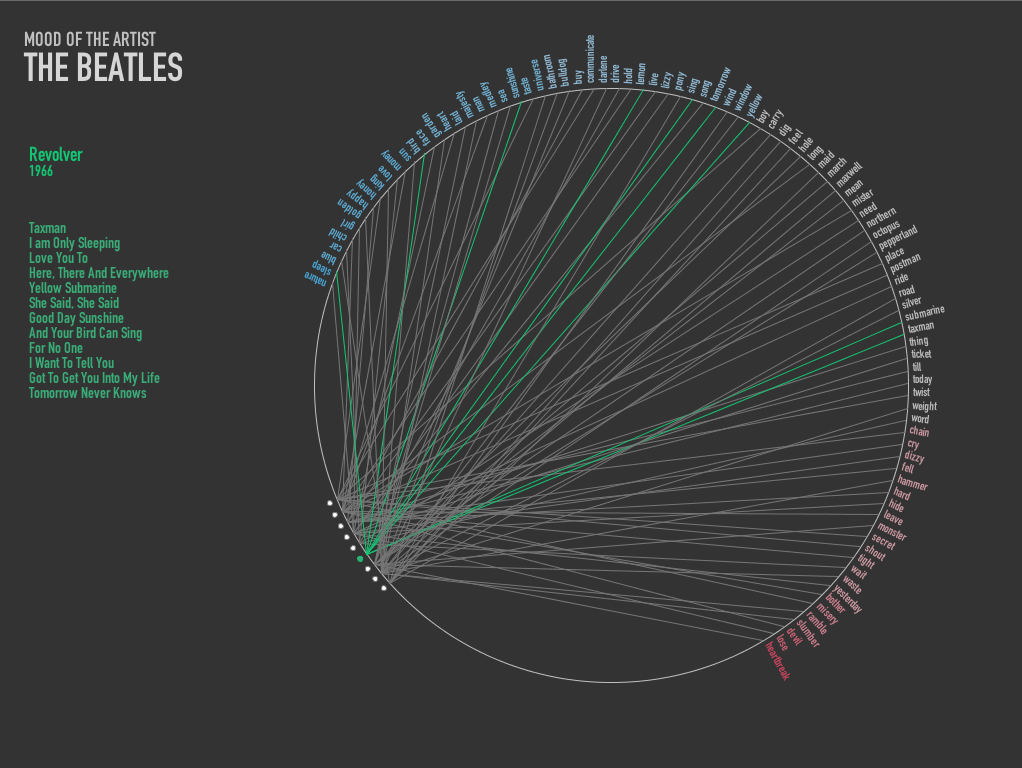 MOOD OF THE ARTIST
THE BEATLES
Revolver
1966
Taxman
I am Only Sleeping
Love You To
Here, There And Everywhere
Yellow Submarine
She Said, She Said
Good Day Sunshine
And Your Bird Can Sing
For No One
I Want To Tell You
Got To Get You Into My Life
Tomorrow Never Knows
nature
sleep
blue
car
child
girl
golden
happy
honey
king
love
money
sun
bird
face
garden
heart
laid
majesty
man
medley
sea
sunshine
taste
universe
bathroom
bulldog
buy
communicate
darlene
drive
hold
lemon
live
lizzy
pony
sing
song
tomorrow
wind
window
yellow
boy
carry
dig
feel
hole
long
maid
march
maxwell
mean
mister
need
northern
octopus
pepperland
place
postman
ride
road
silver
submarine
taxman
thing
ticket
till
today
twist
weight
word
chain
cry
dizzy
fell
hammer
hard
hide
leave
monster
secret
shout
tight
wait
waste
yesterday
bother
misery
ramble
slumber
devil
lose
heartbreak